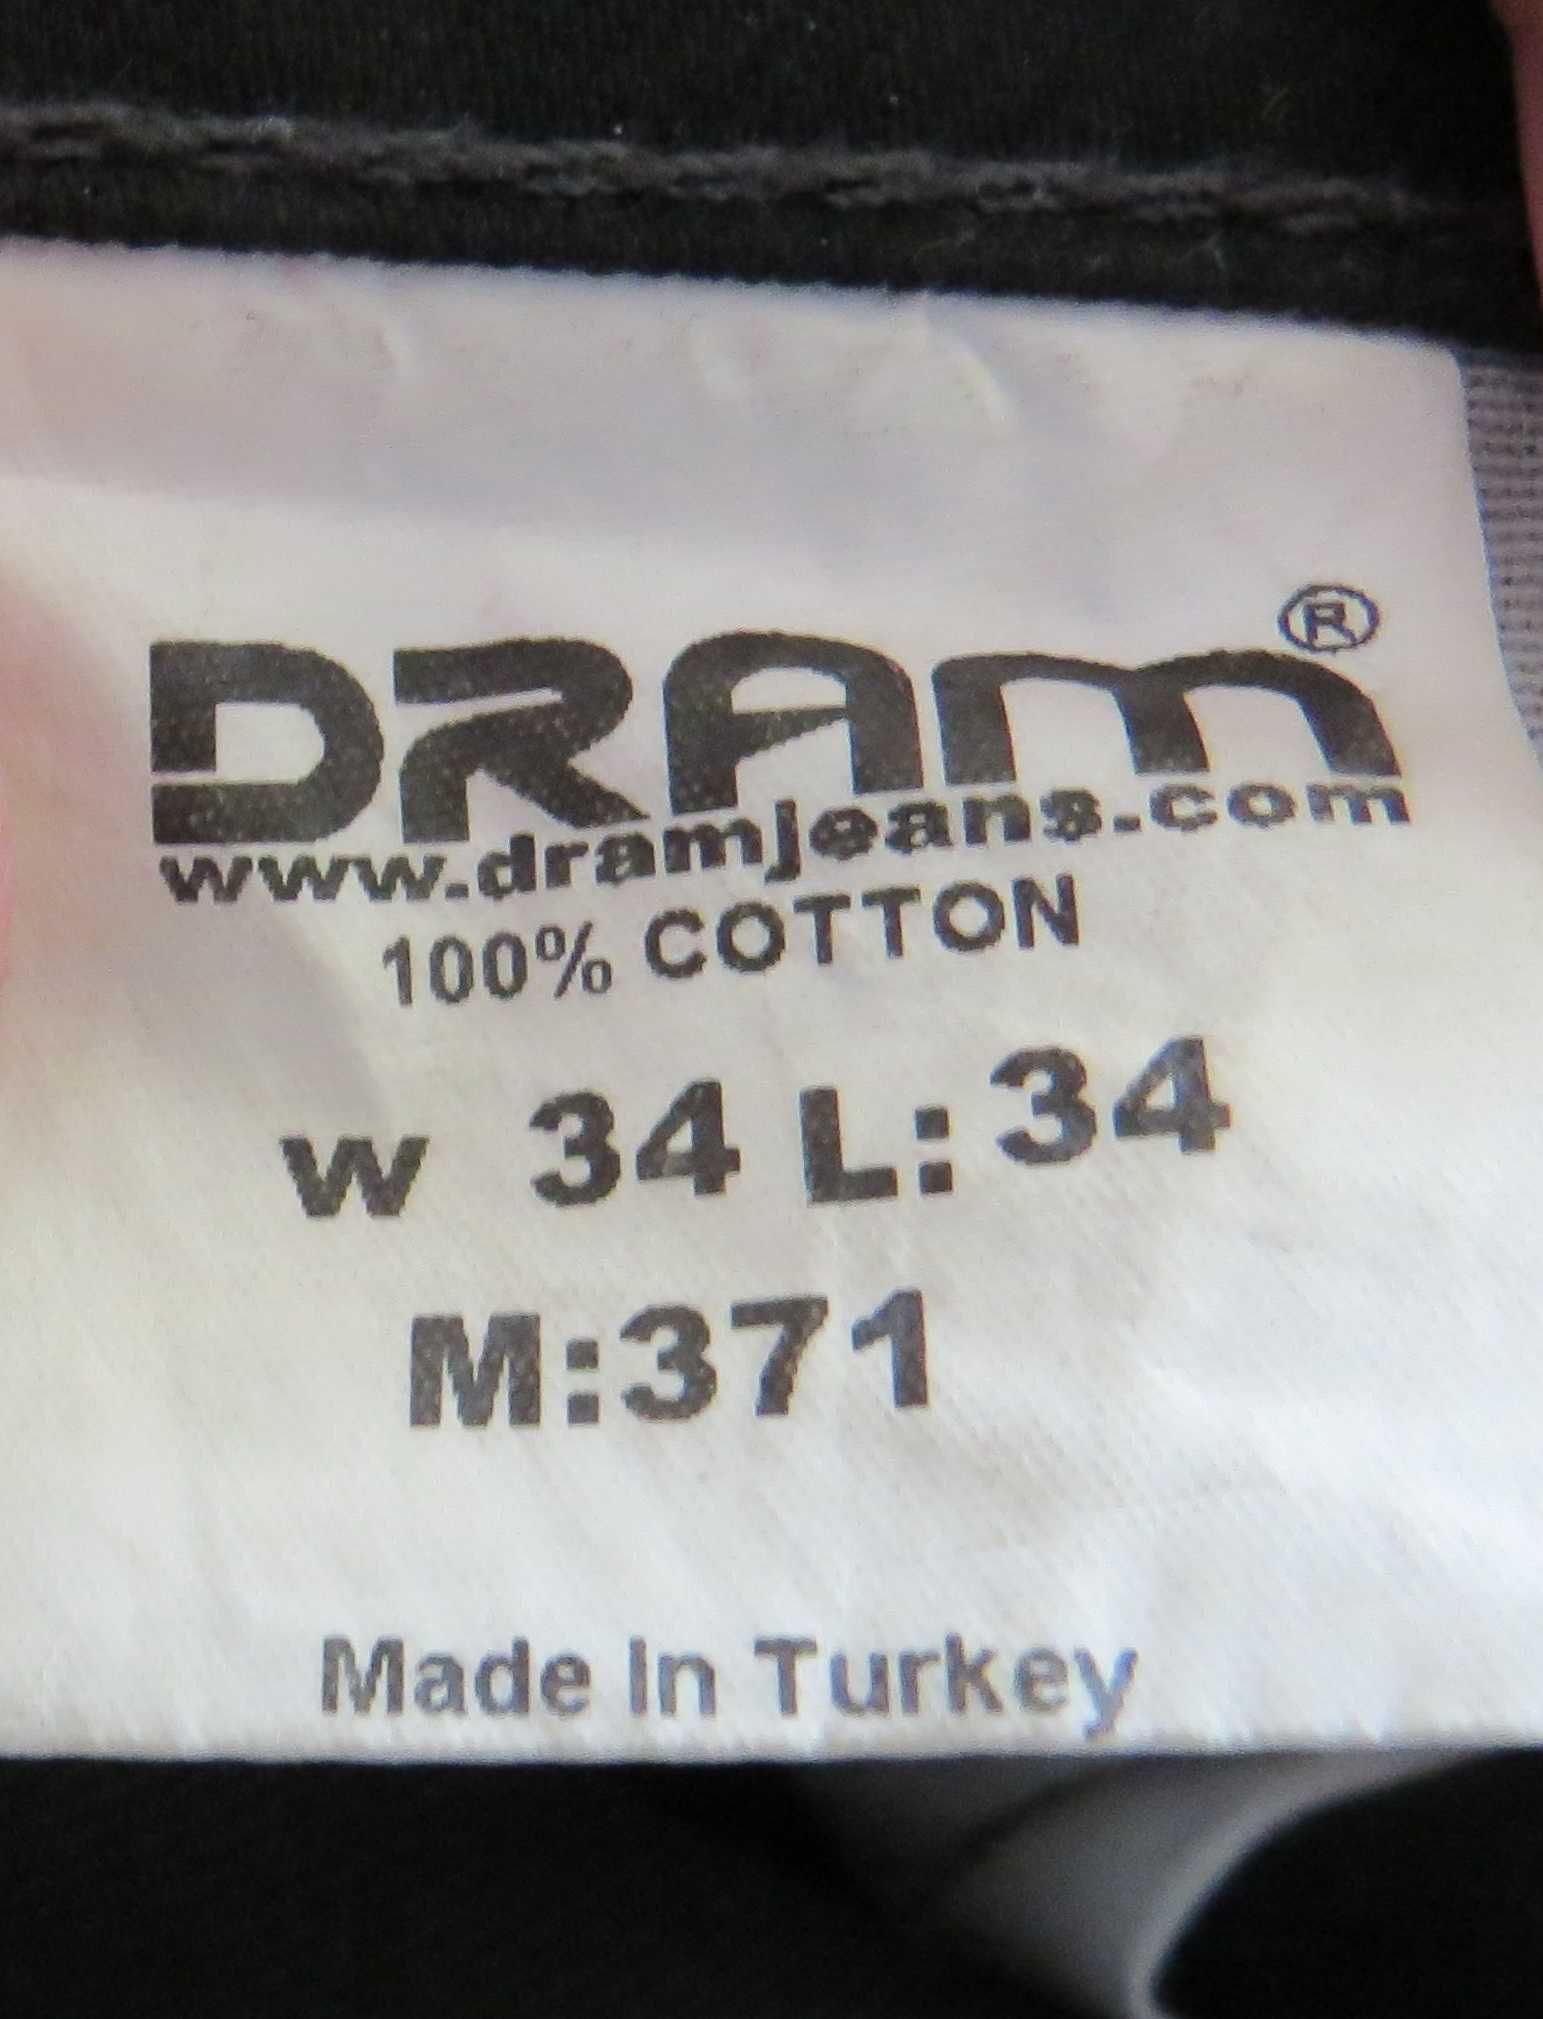 DRAM®
www.dramjeans.com
100% COTTON
w 34 L: 34
M:371
Made In Turkey